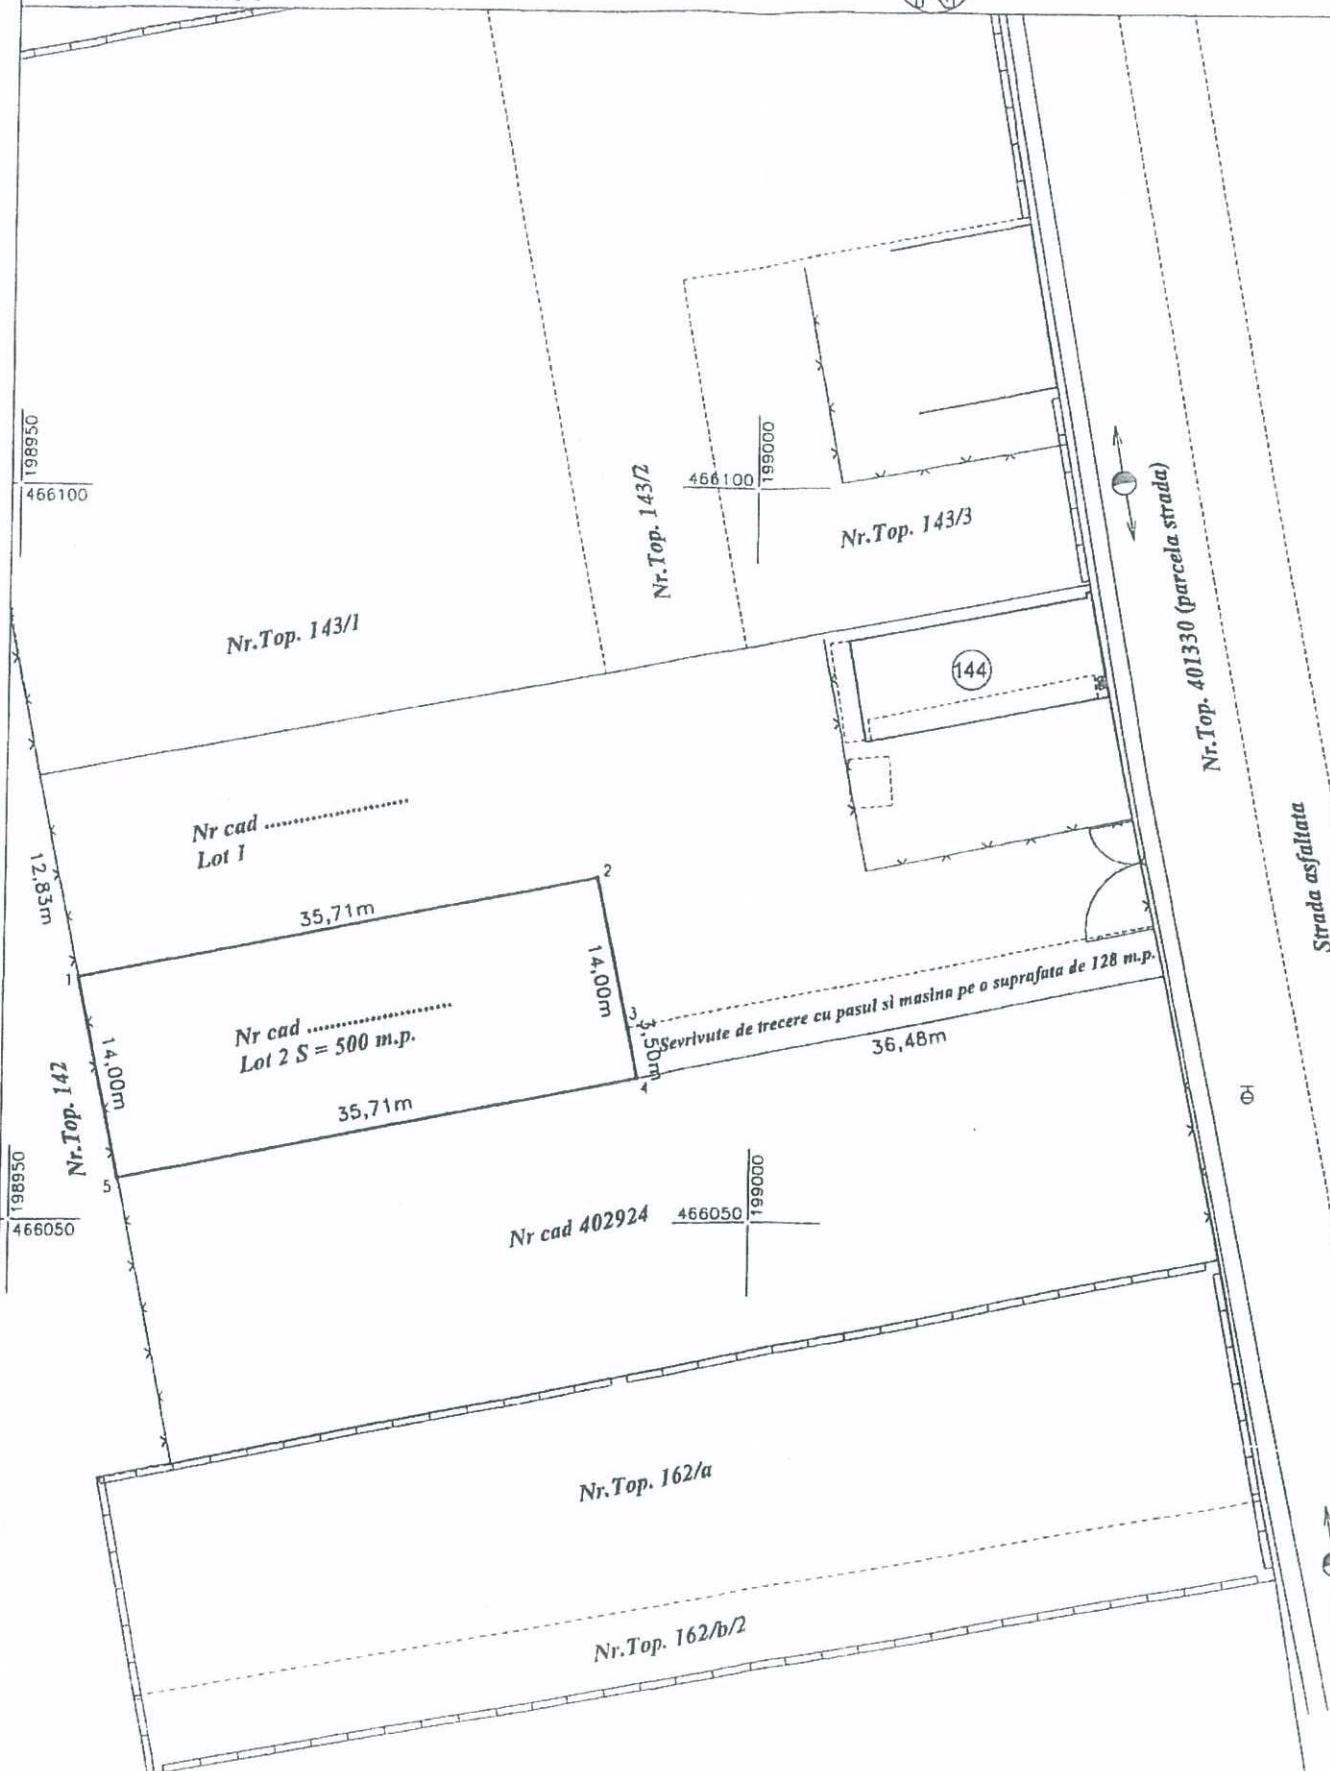 198950
466100
466100
199000
Nr.Top. 143/2
Nr.Top. 143/3
Nr.Top. 401330 (parcela strada)
Nr.Top. 143/1
144
Strada asfaltata
Nr cad ........................
Lot 1
12,83m
35,71m
2
1
14,00m
3
3,50m
Sevrivute de trecere cu pasul si masina pe o suprafata de 128 m.p.
36,48m
Nr cad ........................
Lot 2 S = 500 m.p.
14,00m
Nr.Top. 142
35,71m
4
5
198950
466050
Nr cad 402924
466050
199000
Nr.Top. 162/a
Nr.Top. 162/b/2